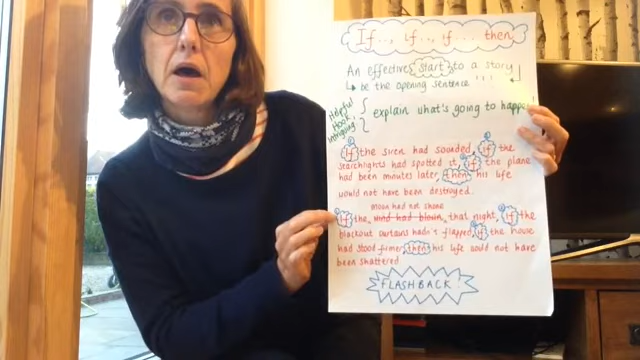 If.., if.., if... then
An effective start to a story
↳ be the opening sentence ...
Helpful
Hook
intriguing
explain what's going to happen
If the siren had sounded, if the
searchlights had spotted it, if the plane
had been minutes later, then his life
would not have been destroyed.
moon had not shone
If the, wind had blown, that night, if the
blackout curtains hadn't flapped, if the house
had stood firmer, then his life would not have
been shattered
FLASHBACK!